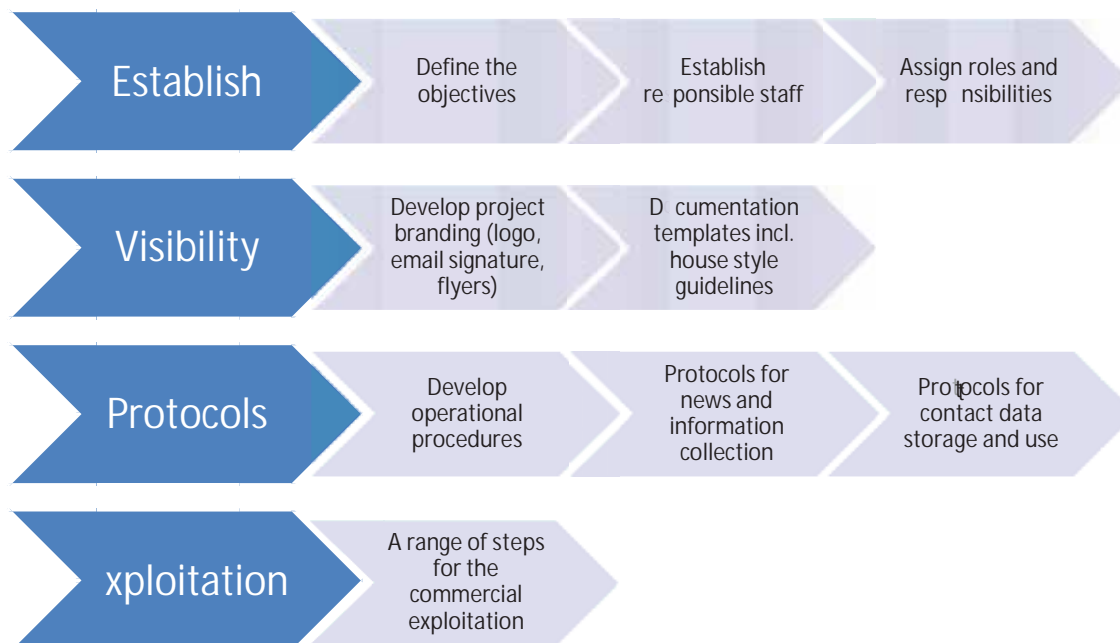 Establish
Define the
objectives
Establish
re ponsible staff
Assign roles and
resp nsibilities
Visibility
Develop project
branding (logo,
email signature,
flyers)
D cumentation
templates incl.
house style
guidelines
Protocols
Develop
operational
procedures
Protocols for
news and
information
collection
Protocols for
contact data
storage and use
xploitation
A range of steps
for the
commercial
exploitation